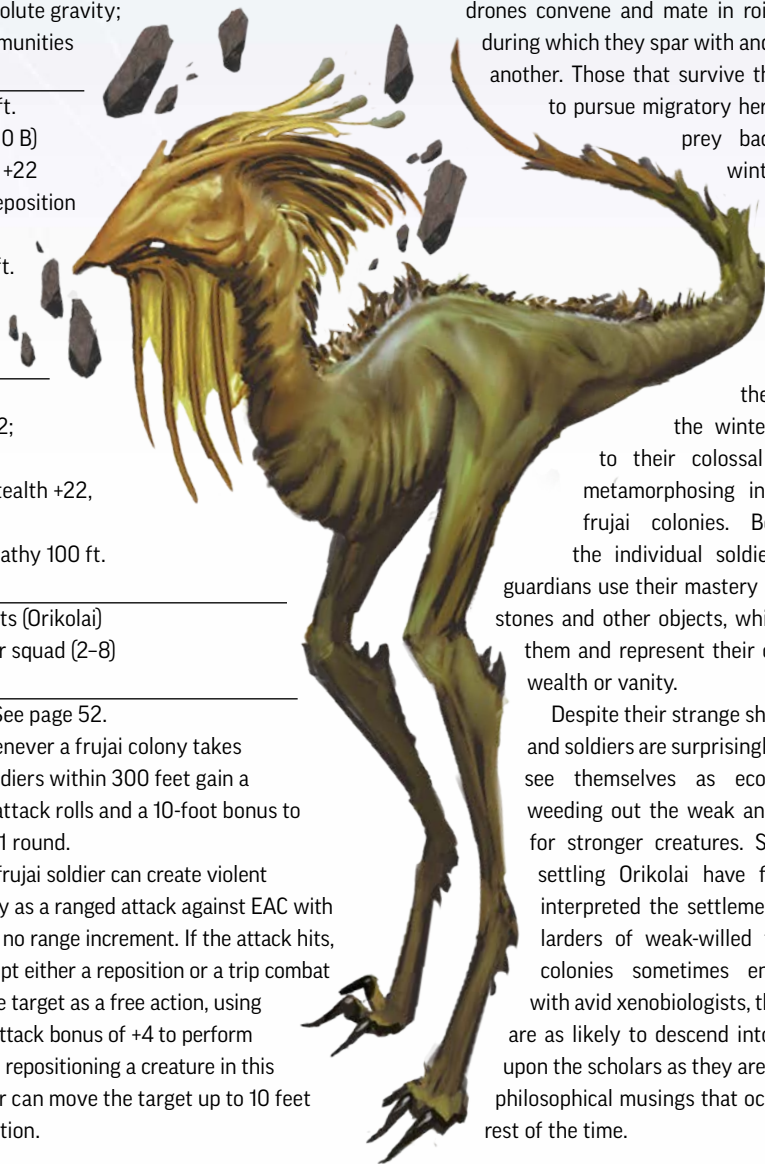 olute gravity;
munities
ft.
0 B)
+22
eposition
ft.
2;
tealth +22,
athy 100 ft.
ts (Orikolai)
r squad (2–8)
See page 52.
enever a frujai colony takes
diers within 300 feet gain a
attack rolls and a 10-foot bonus to
1 round.
frujai soldier can create violent
y as a ranged attack against EAC with
no range increment. If the attack hits,
pt either a reposition or a trip combat
e target as a free action, using
ttack bonus of +4 to perform
repositioning a creature in this
r can move the target up to 10 feet
tion.
drones convene and mate in roi
during which they spar with and
another. Those that survive th
to pursue migratory her
prey bac
wint
the
the winte
to their colossal
metamorphosing in
frujai colonies. Be
the individual soldie
guardians use their mastery
stones and other objects, whi
them and represent their c
wealth or vanity.
Despite their strange sh
and soldiers are surprisingl
see themselves as eco
weeding out the weak an
for stronger creatures. S
settling Orikolai have f
interpreted the settleme
larders of weak-willed
colonies sometimes en
with avid xenobiologists, th
are as likely to descend into
upon the scholars as they are
philosophical musings that oc
rest of the time.